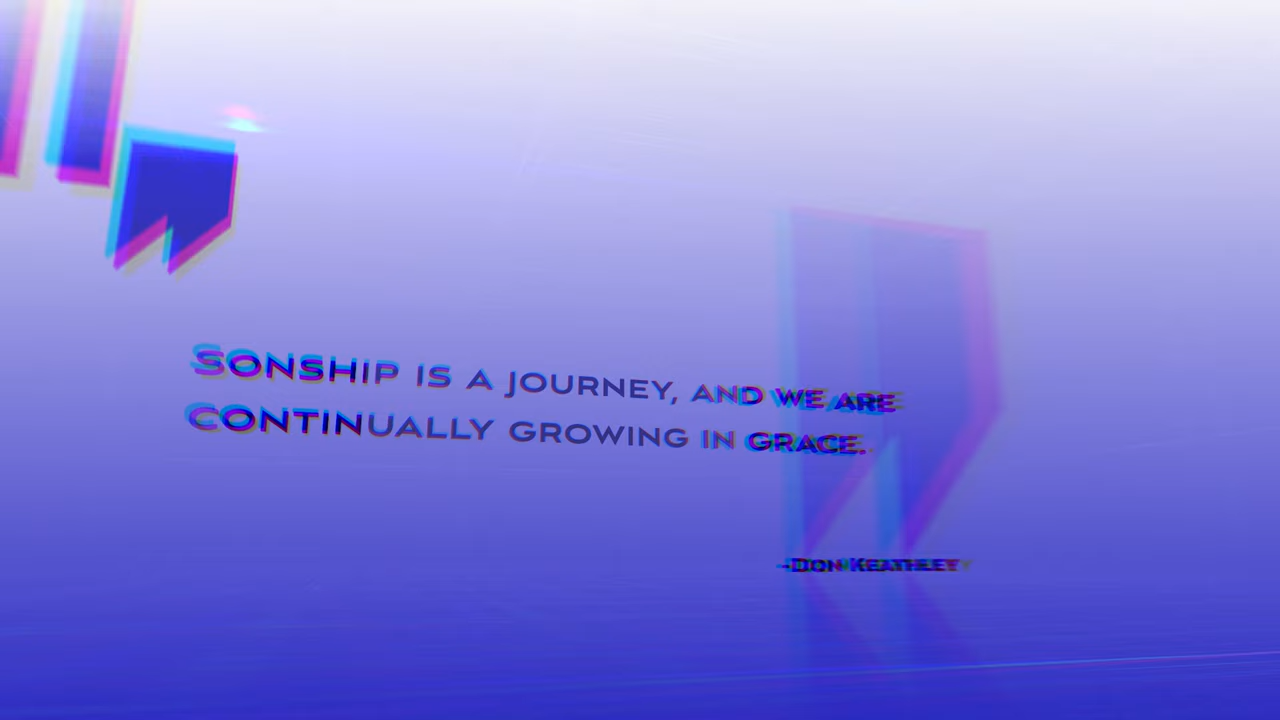 Sonship is a journey, and we are
continually growing in grace.
-Don Keathley